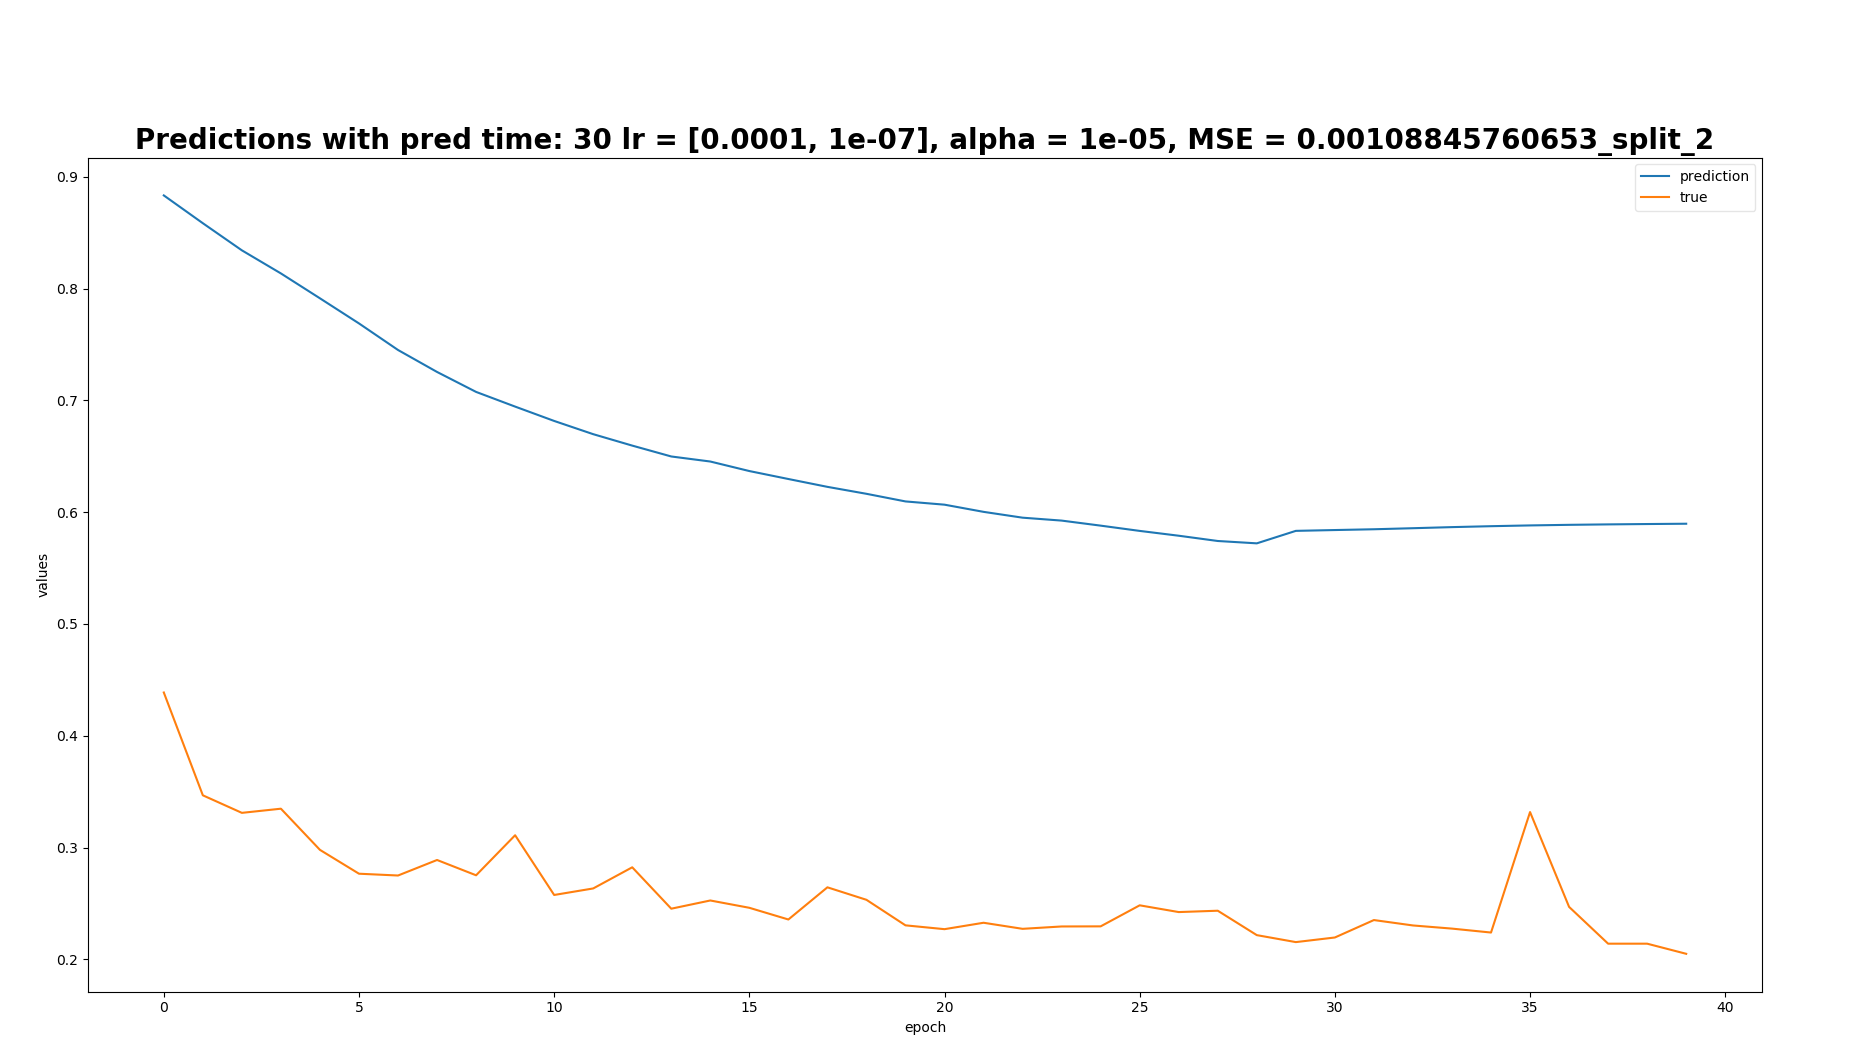 Predictions with pred time: 30 lr = [0.0001, 1e-07], alpha = 1e-05, MSE = 0.00108845760653_split_2
prediction
true
0.9
0.8
0.7
0.6
0.5
0.4
0.3
0.2
values
0 5 10 15 20 25 30 35 40
epoch